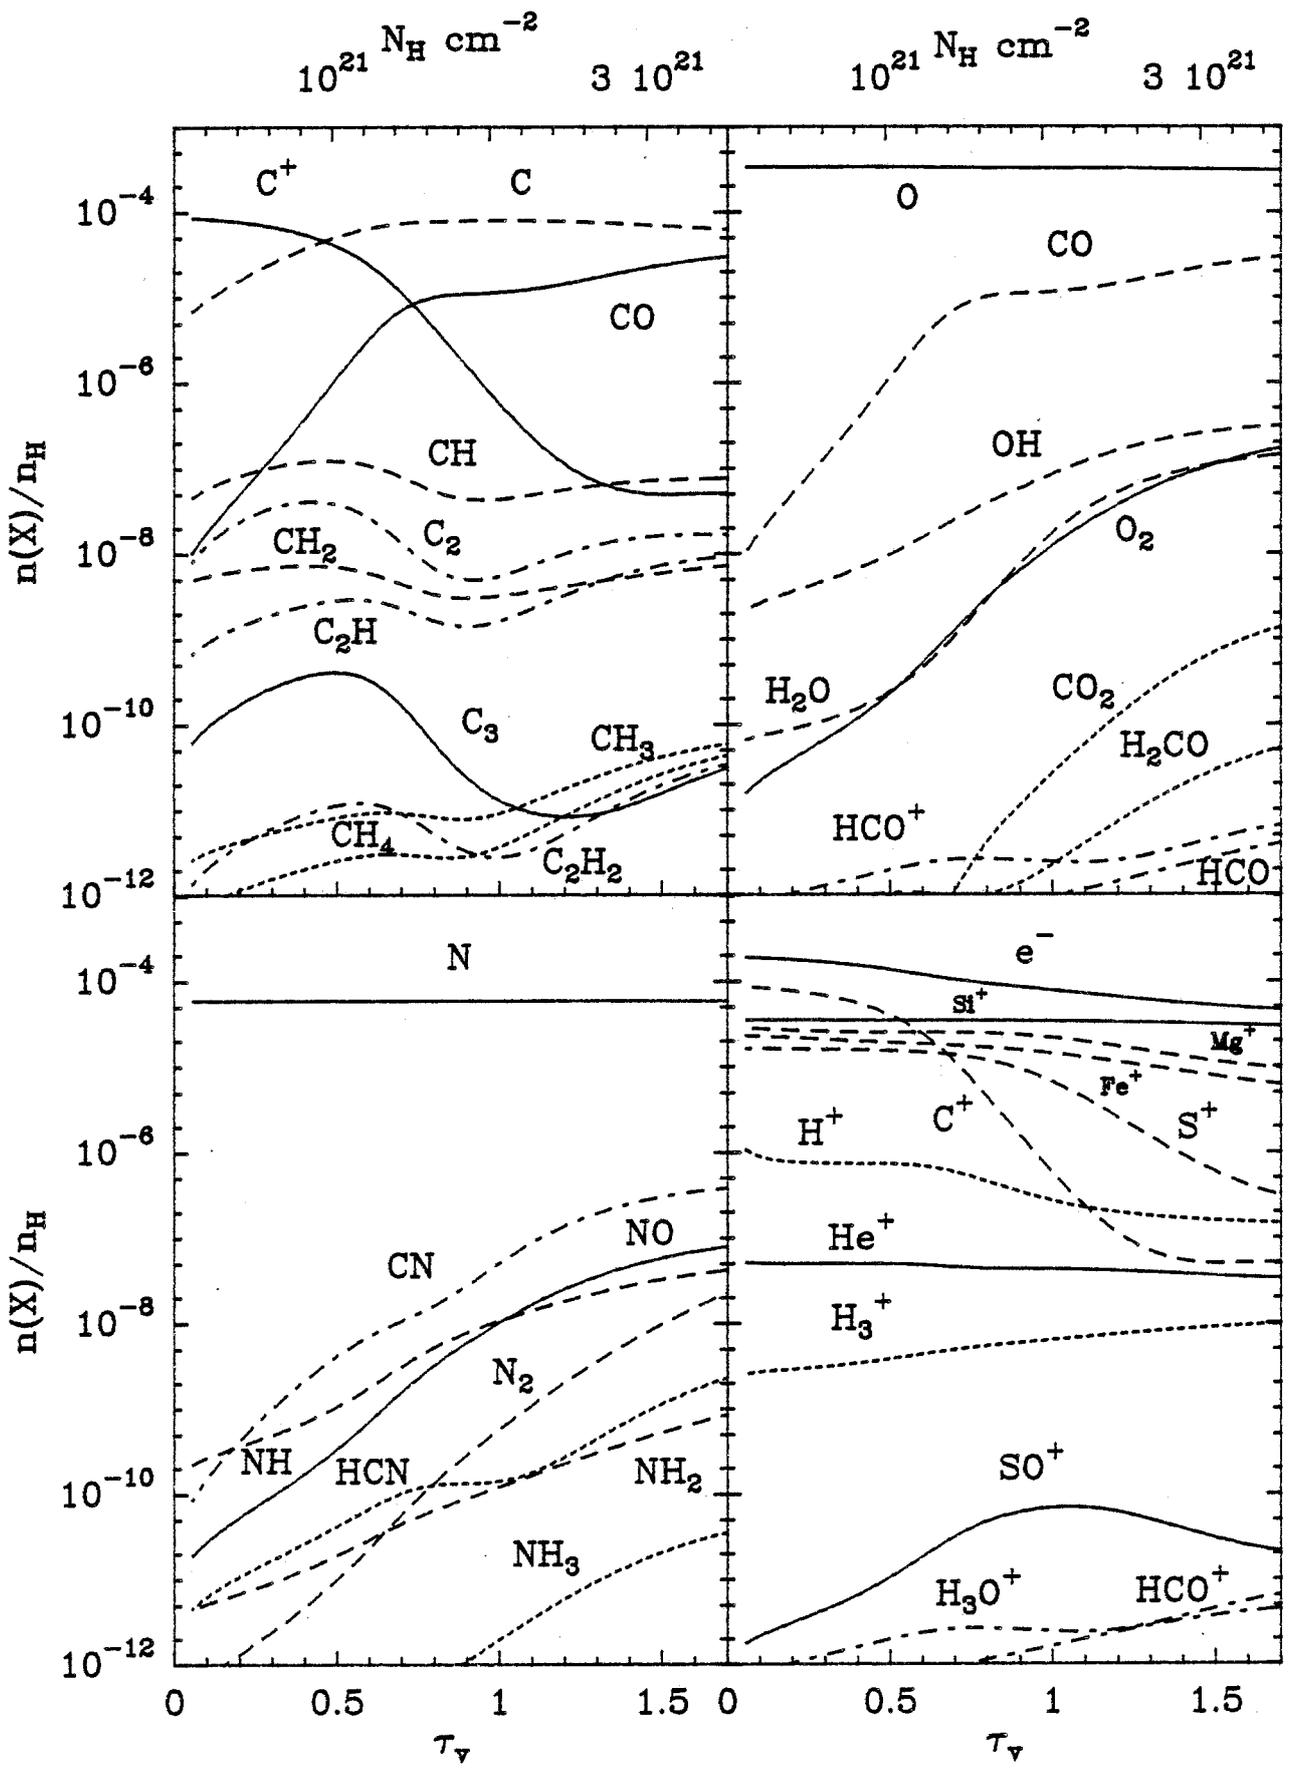 N_H cm^-2 N_H cm^-2
10^21 3 10^21 10^21 3 10^21
C^+ C O
10^-4
CO
CO
10^-6
CH OH
n(X)/n_H
CH_2 C_2 O_2
10^-8
C_2H
H_2O CO_2
10^-10
C_3 CH_3 H_2CO
CH_4 HCO^+
C_2H_2 HCO
10^-12
N e^-
10^-4
Si^+
Mg^+
Fe^+
C^+ S^+
H^+
10^-6
n(X)/n_H
CN NO He^+
10^-8
H_3^+
N_2
NH HCN NH_2 SO^+
10^-10
NH_3 H_3O^+ HCO^+
10^-12
0 0.5 1 1.5 0 0.5 1 1.5
τ_v τ_v